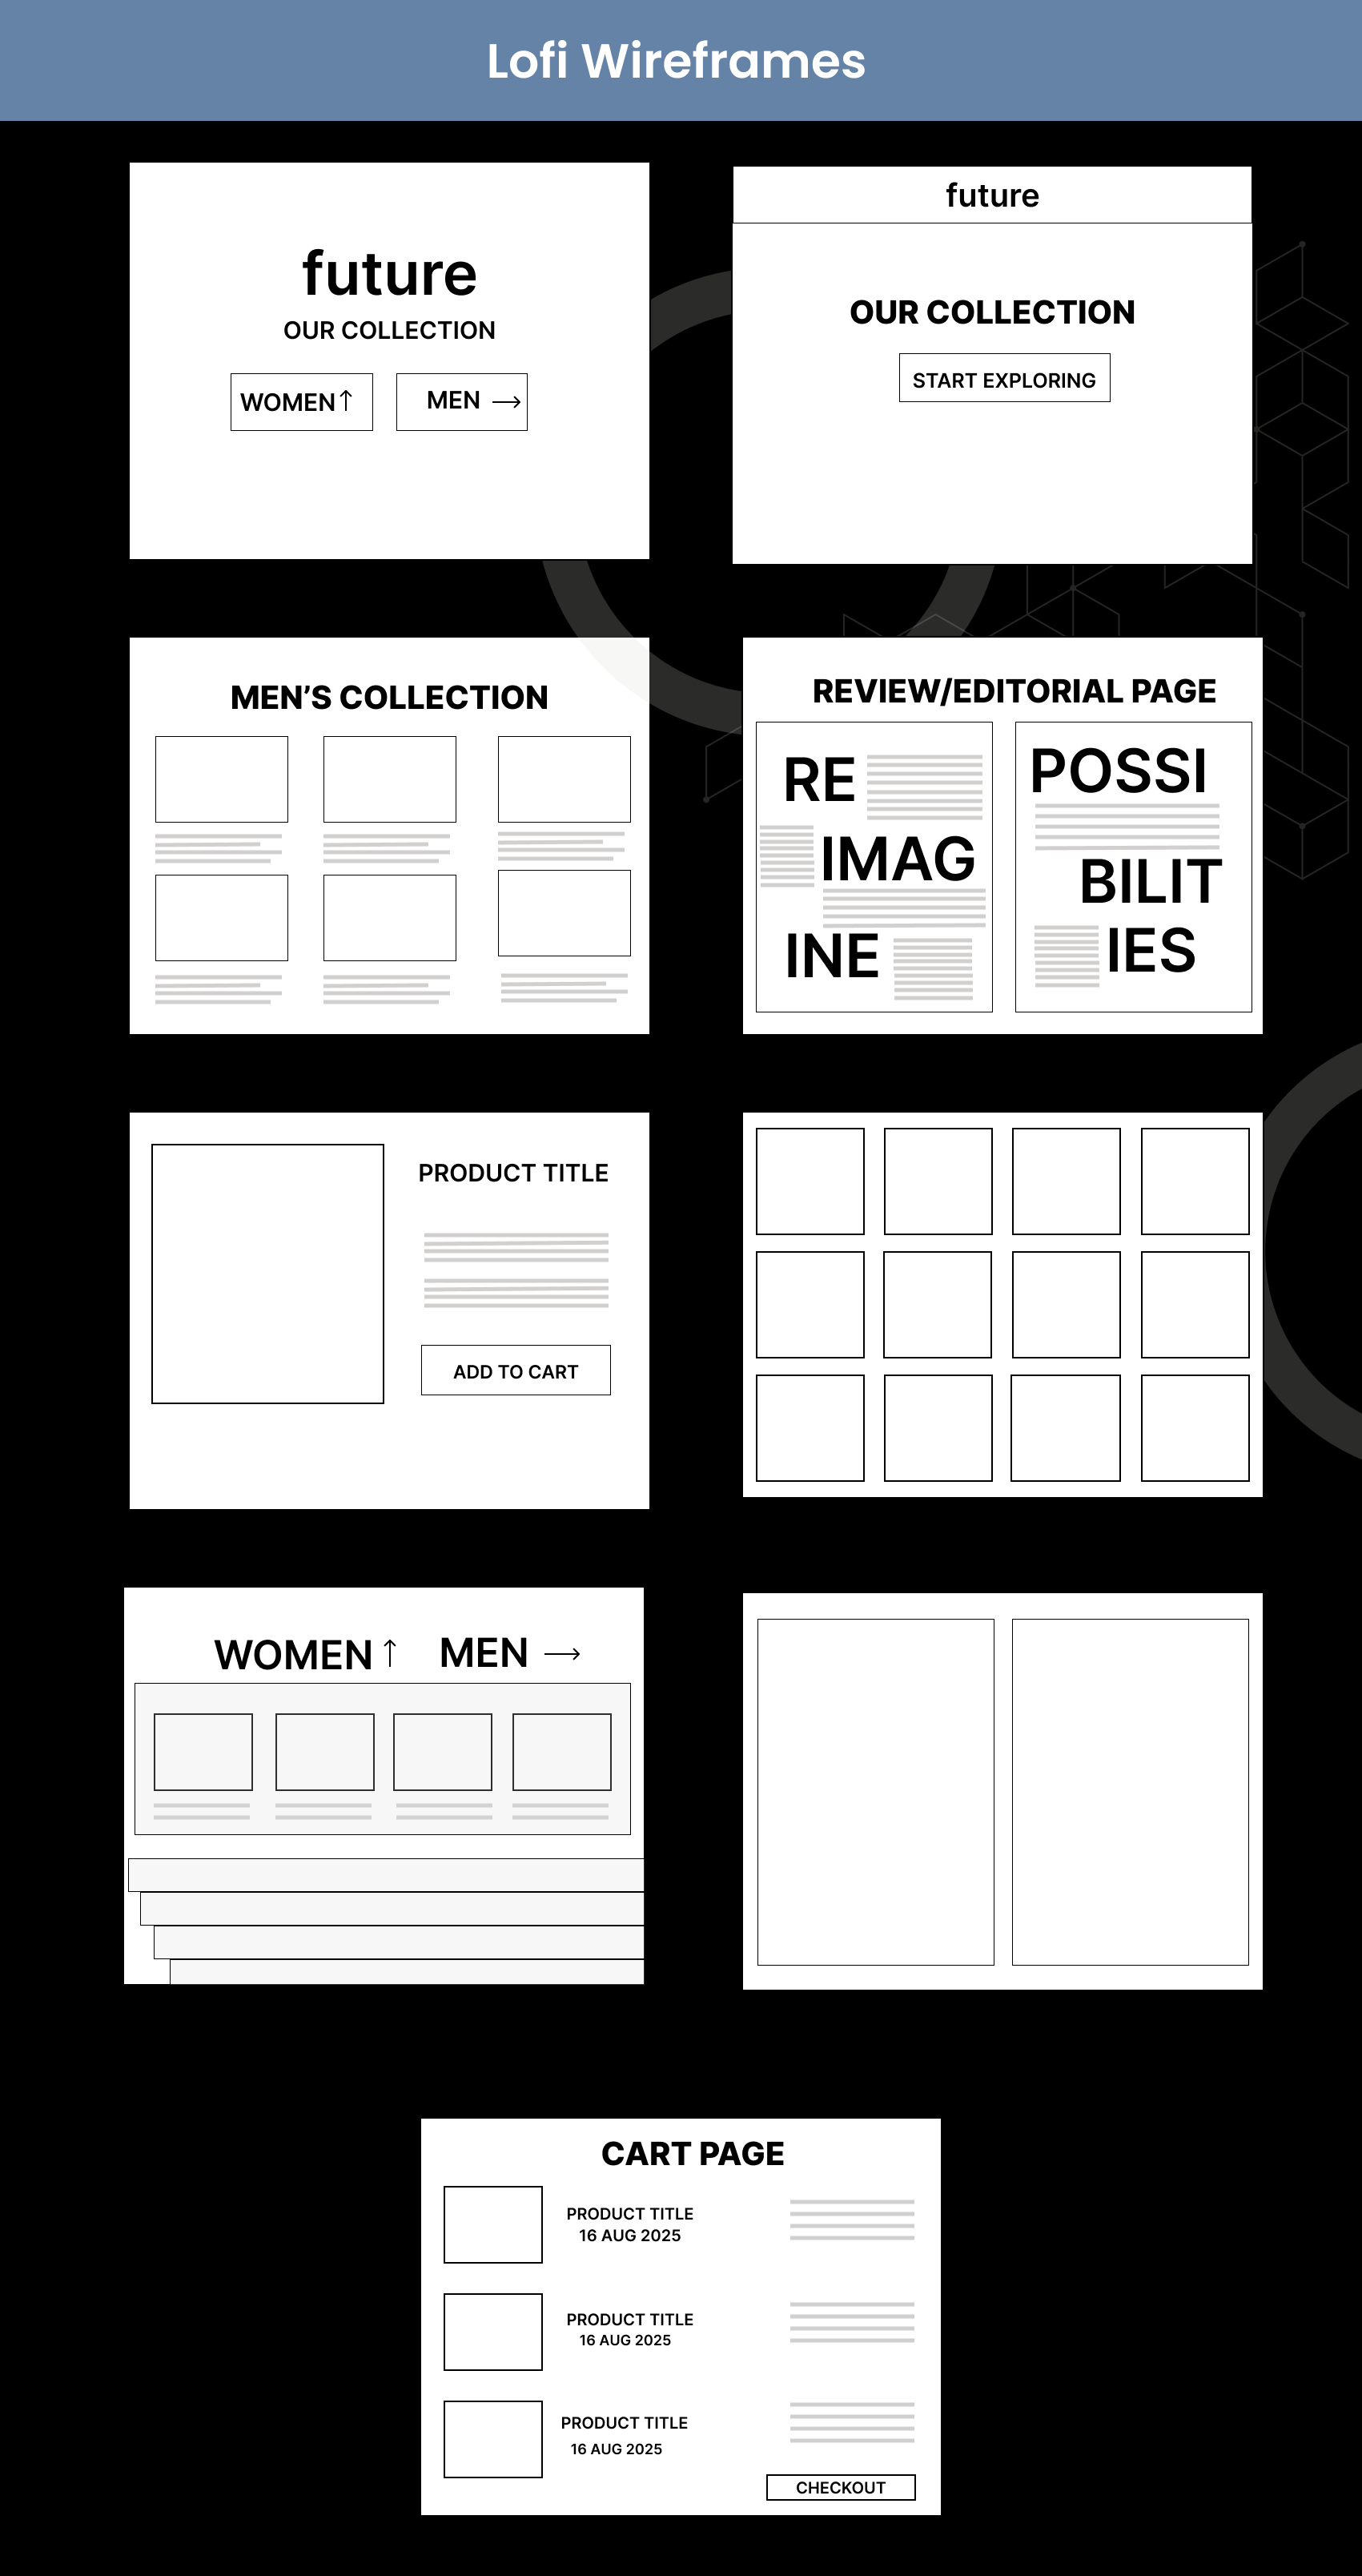 Lofi Wireframes
future
OUR COLLECTION
WOMEN↑ MEN →
future
OUR COLLECTION
START EXPLORING
MEN’S COLLECTION
REVIEW/EDITORIAL PAGE
RE
IMAG
INE
POSSI
BILIT
IES
PRODUCT TITLE
ADD TO CART
WOMEN↑ MEN →
CART PAGE
PRODUCT TITLE
16 AUG 2025
PRODUCT TITLE
16 AUG 2025
PRODUCT TITLE
16 AUG 2025
CHECKOUT